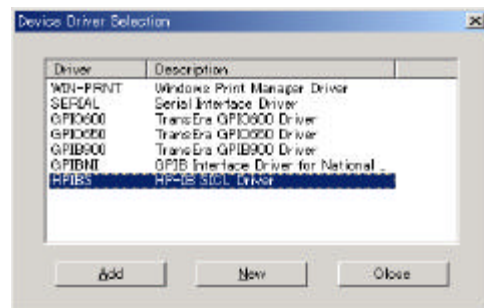 Device Driver Selection
Driver Description
WIN-PRNT Windows Print Manager Driver
SERIAL Serial Interface Driver
GPIO600 TransEra GPIO600 Driver
GPIO550 TransEra GPIO550 Driver
GPIB900 TransEra GPIB900 Driver
GPIBNI GPIB Interface Driver for National ...
HPIBS HP-IB SICL Driver
Add New Close